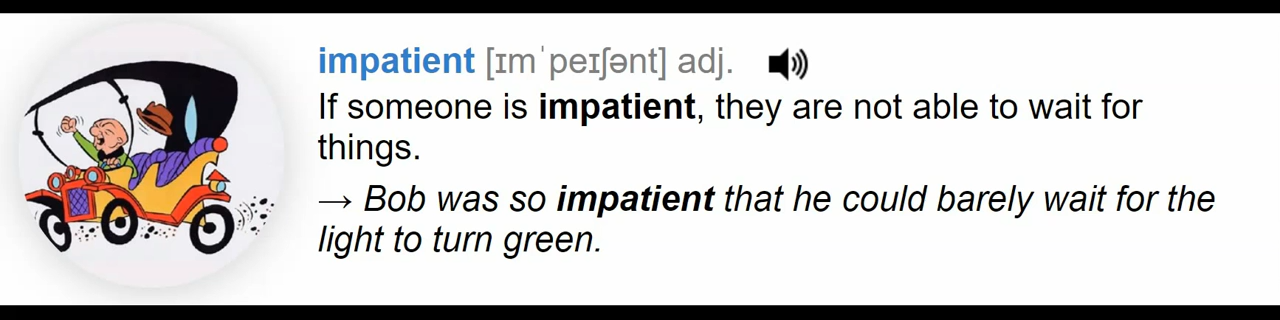 impatient [ɪmˈpeɪʃənt] adj.
If someone is impatient, they are not able to wait for
things.
→ Bob was so impatient that he could barely wait for the
light to turn green.